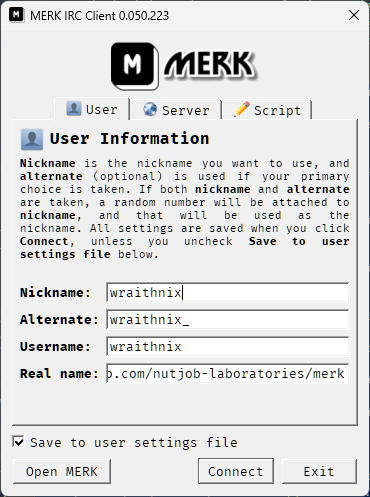 MERK IRC Client 0.050.223
M MERK
User Server Script
User Information
Nickname is the nickname you want to use, and
alternate (optional) is used if your primary
choice is taken. If both nickname and alternate
are taken, a random number will be attached to
nickname, and that will be used as the
nickname. All settings are saved when you click
Connect, unless you uncheck Save to user
settings file below.
Nickname: wraithnix
Alternate: wraithnix_
Username: wraithnix
Real name: b.com/nutjob-laboratories/merk
Save to user settings file
Open MERK Connect Exit